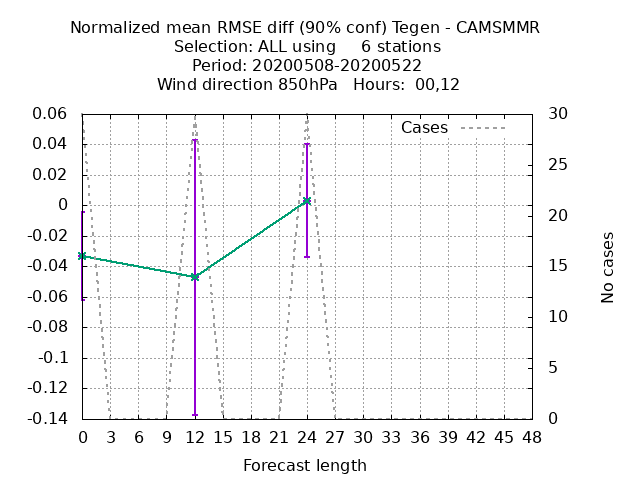 Normalized mean RMSE diff (90% conf) Tegen - CAMSMMR
Selection: ALL using     6 stations
Period: 20200508-20200522
Wind direction 850hPa   Hours:  00,12
0.06
0.04
0.02
0
-0.02
-0.04
-0.06
-0.08
-0.1
-0.12
-0.14
Cases
30
25
20
15
10
5
0
No cases
0 3 6 9 12 15 18 21 24 27 30 33 36 39 42 45 48
Forecast length